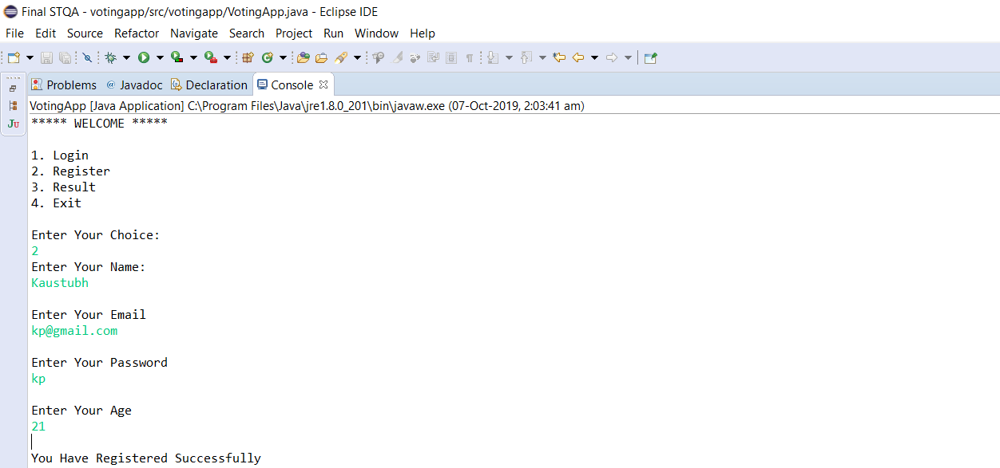 Final STQA - votingapp/src/votingapp/VotingApp.java - Eclipse IDE
File Edit Source Refactor Navigate Search Project Run Window Help
Problems @ Javadoc Declaration Console
VotingApp [Java Application] C:\Program Files\Java\jre1.8.0_201\bin\javaw.exe (07-Oct-2019, 2:03:41 am)
JU
***** WELCOME *****
1. Login
2. Register
3. Result
4. Exit
Enter Your Choice:
2
Enter Your Name:
Kaustubh
Enter Your Email
kp@gmail.com
Enter Your Password
kp
Enter Your Age
21
You Have Registered Successfully